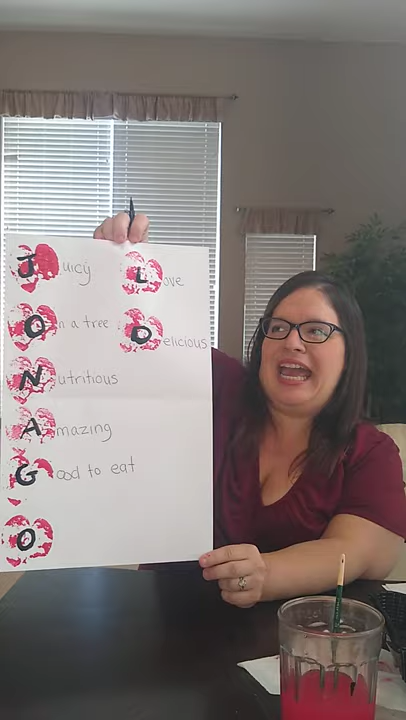 Juicy
On a tree
Nutritious
Amazing
Good to eat
O
Love
Delicious